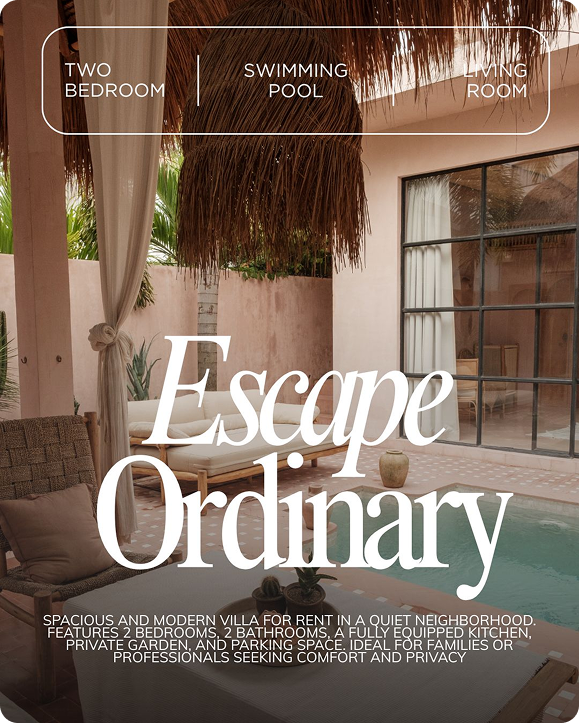 TWO
BEDROOM
SWIMMING
POOL
LIVING
ROOM
Escape
Ordinary
SPACIOUS AND MODERN VILLA FOR RENT IN A QUIET NEIGHBORHOOD.
FEATURES 2 BEDROOMS, 2 BATHROOMS, A FULLY EQUIPPED KITCHEN,
PRIVATE GARDEN, AND PARKING SPACE. IDEAL FOR FAMILIES OR
PROFESSIONALS SEEKING COMFORT AND PRIVACY